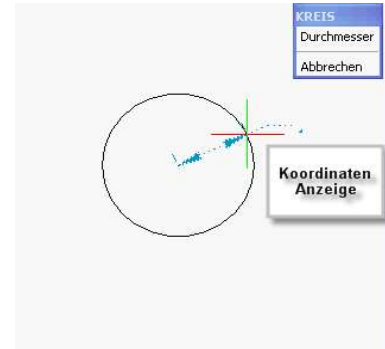 KREIS
Durchmesser
Abbrechen
Koordinaten
Anzeige